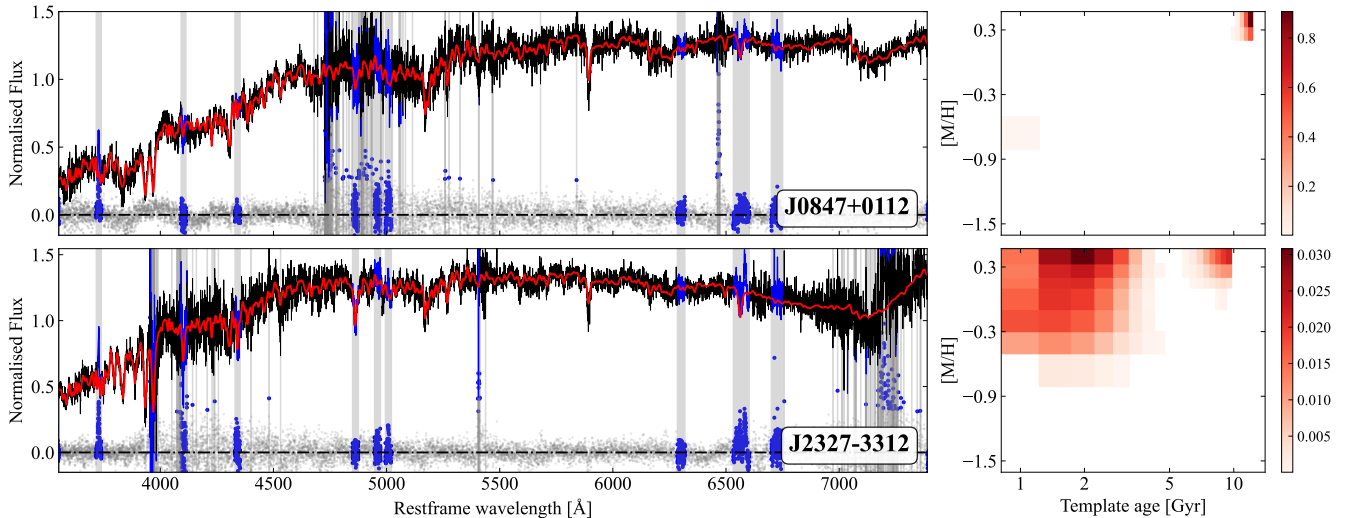 Normalised Flux
1.5
1.0
0.5
0.0
J0847+0112
[M/H]
0.3
−0.3
−0.9
−1.5
0.8
0.6
0.4
0.2
Normalised Flux
1.5
1.0
0.5
0.0
J2327-3312
4000 4500 5000 5500 6000 6500 7000
Restframe wavelength [Å]
[M/H]
0.3
−0.3
−0.9
−1.5
1 2 5 10
Template age [Gyr]
0.030
0.025
0.020
0.015
0.010
0.005